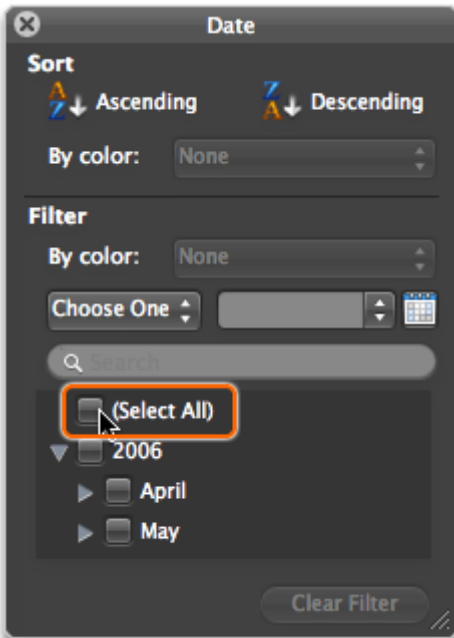 Date
Sort
A Z Ascending
Z A Descending
By color: None
Filter
By color: None
Choose One
Search
(Select All)
2006
April
May
Clear Filter